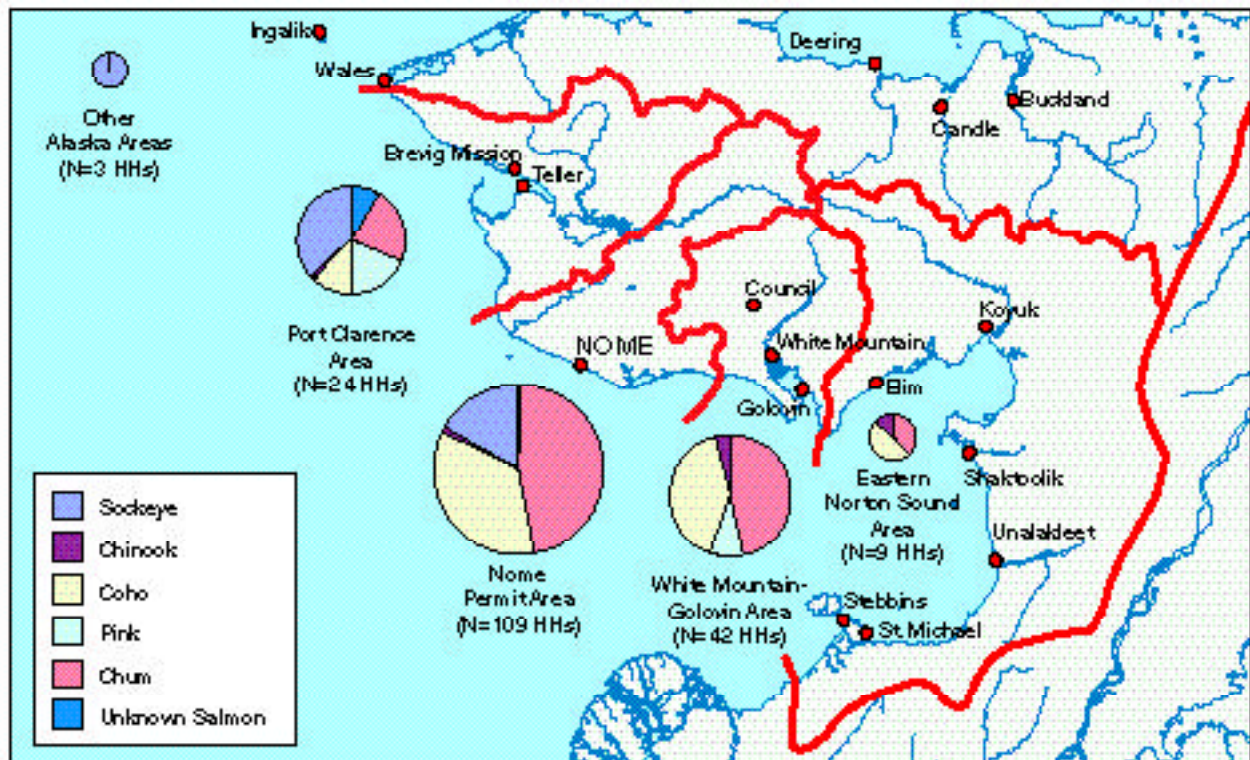 Ingalik
Wales
Other
Alaska Areas
(N=3 HHs)
Deering
Buckland
Candle
Brevig Mission
Teller
Port Clarence
Area
(N=24 HHs)
Council
NOME
White Mountain
Koyuk
Golovin
Elim
Shaktoolik
Eastern
Norton Sound
Area
(N=9 HHs)
Unalakleet
Nome
Permit Area
(N=109 HHs)
White Mountain-
Golovin Area
(N=42 HHs)
Stebbins
St. Michael
Sockeye
Chinook
Coho
Pink
Chum
Unknown Salmon